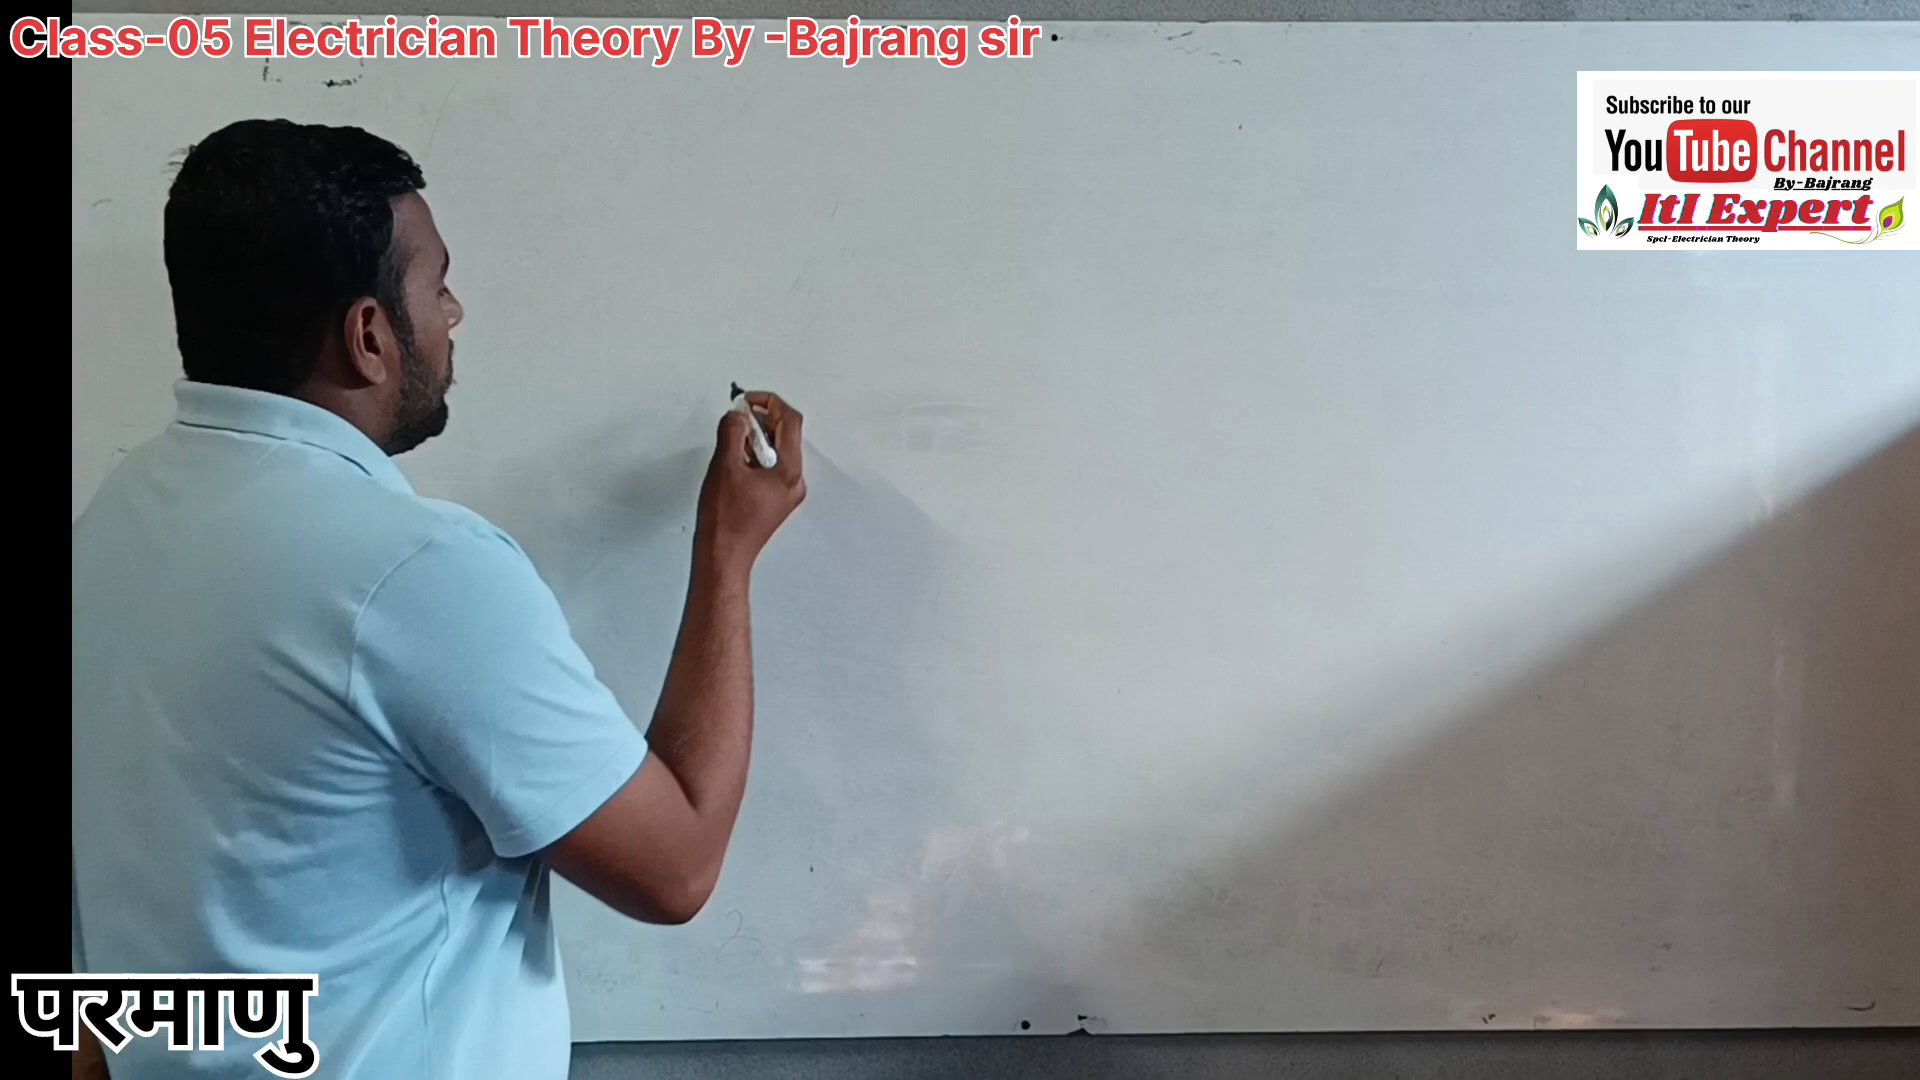 Class-05 Electrician Theory By -Bajrang sir
Subscribe to our
YouTube Channel
By-Bajrang
ItI Expert
Spcl-Electrician Theory
परमाणु